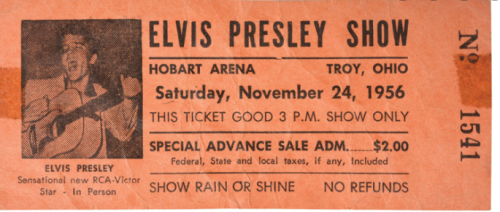 ELVIS PRESLEY SHOW
HOBART ARENA TROY, OHIO
Saturday, November 24, 1956
THIS TICKET GOOD 3 P.M. SHOW ONLY
SPECIAL ADVANCE SALE ADM.......$2.00
Federal, State and local taxes, if any, Included
SHOW RAIN OR SHINE NO REFUNDS
ELVIS PRESLEY
Sensational new RCA-Victor
Star - In Person
No 1541